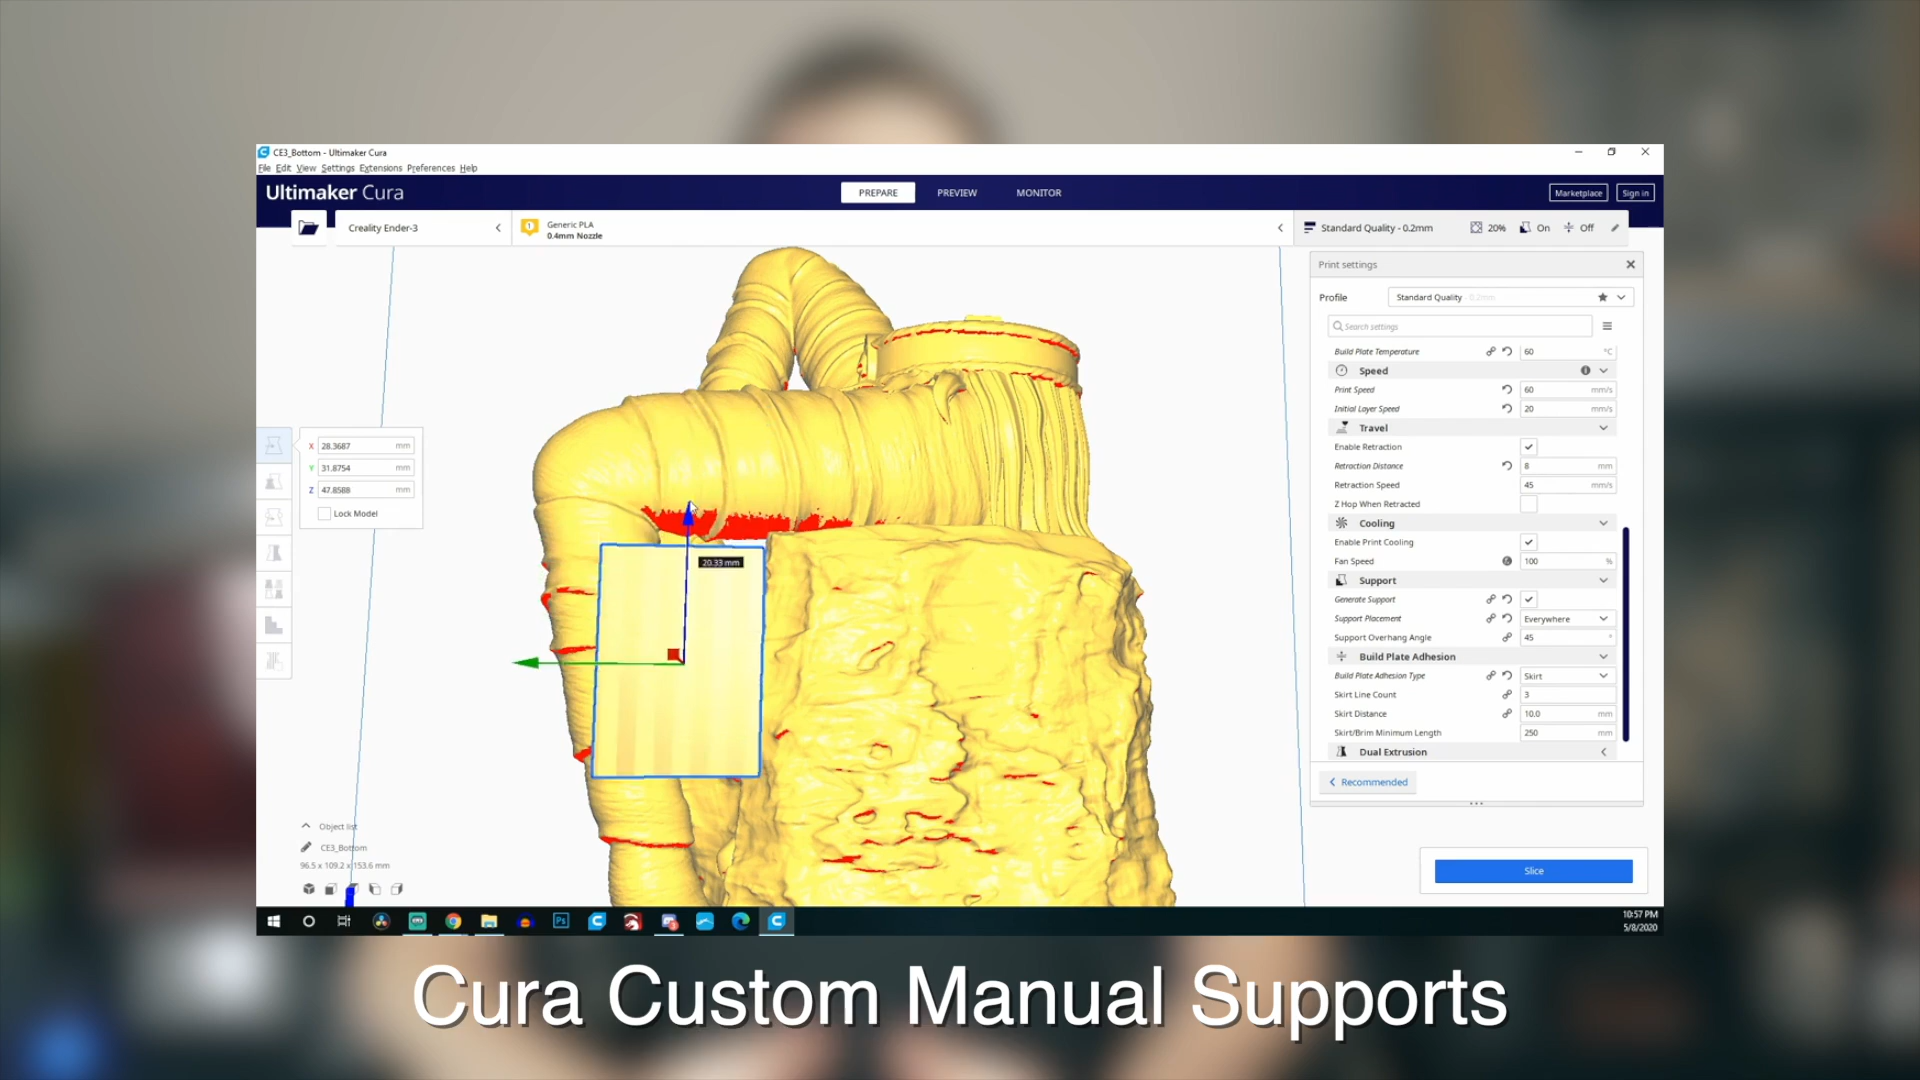 CE3_Bottom - Ultimaker Cura
File Edit View Settings Extensions Preferences Help
Ultimaker Cura
PREPARE
PREVIEW
MONITOR
Marketplace
Sign in
Creality Ender-3
Generic PLA
0.4mm Nozzle
Standard Quality - 0.2mm
20%
On
Off
Print settings
Profile
Standard Quality - 0.2mm
Search settings
Build Plate Temperature 60 °C
Speed
Print Speed 60 mm/s
Initial Layer Speed 20 mm/s
Travel
Enable Retraction
Retraction Distance 8 mm
Retraction Speed 45 mm/s
Z Hop When Retracted
Cooling
Enable Print Cooling
Fan Speed 100 %
Support
Generate Support
Support Placement Everywhere
Support Overhang Angle 45 °
Build Plate Adhesion
Build Plate Adhesion Type Skirt
Skirt Line Count 3
Skirt Distance 10.0 mm
Skirt/Brim Minimum Length 250 mm
Dual Extrusion
Recommended
Slice
X 28.3687 mm
Y 31.8754 mm
Z 47.8588 mm
Lock Model
20.33 mm
Object list
CE3_Bottom
96.5 x 109.2 x 153.6 mm
Ps
10:57 PM
5/8/2020
Cura Custom Manual Supports